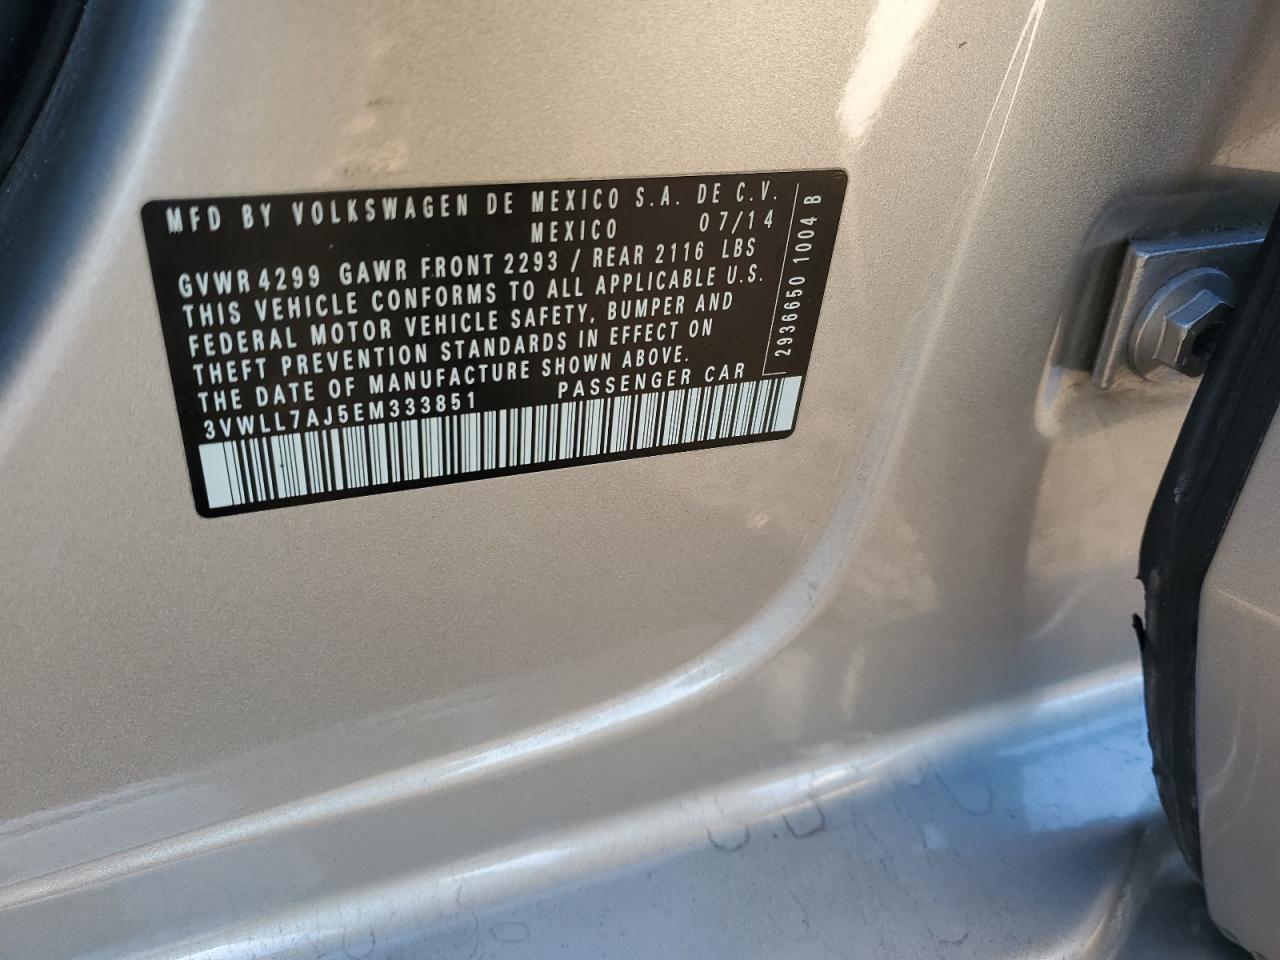 MFD BY VOLKSWAGEN DE MEXICO S.A. DE C.V.
MEXICO 07/14
GVWR 4299 GAWR FRONT 2293 / REAR 2116 LBS
THIS VEHICLE CONFORMS TO ALL APPLICABLE U.S.
FEDERAL MOTOR VEHICLE SAFETY, BUMPER AND
THEFT PREVENTION STANDARDS IN EFFECT ON
THE DATE OF MANUFACTURE SHOWN ABOVE.
3VWLL7AJ5EM333851 PASSENGER CAR
2936650 1004 B